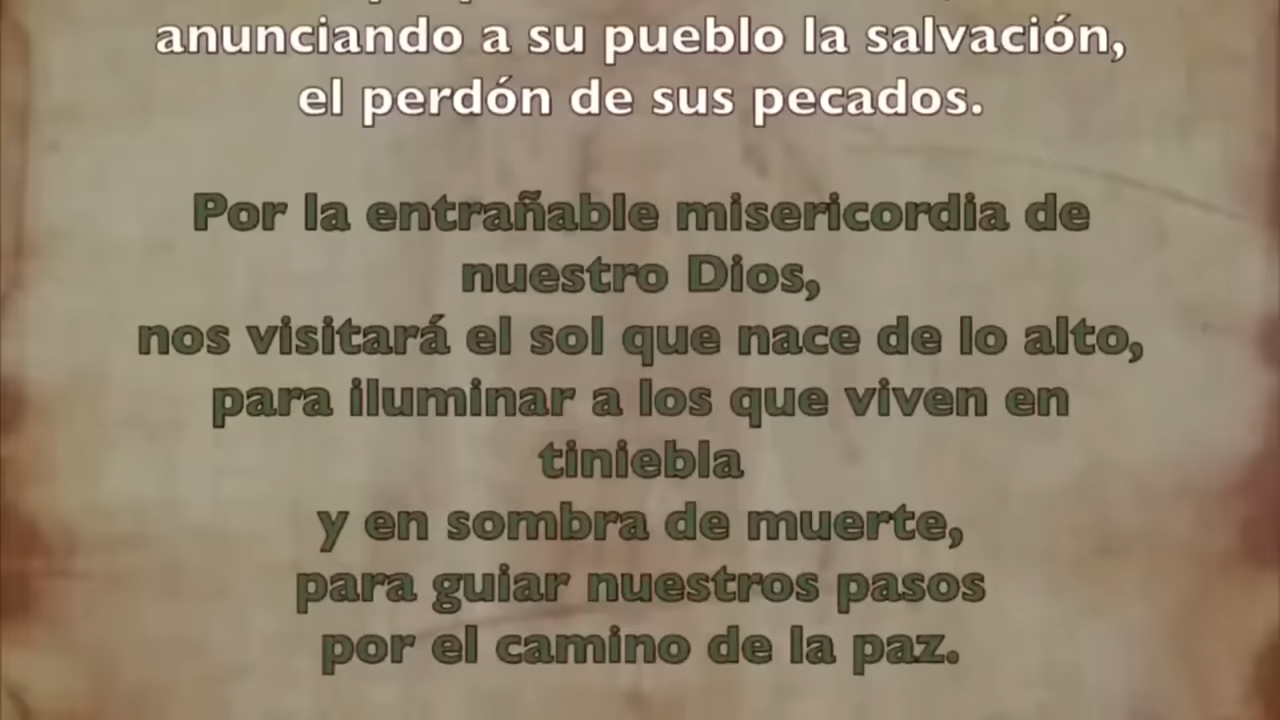 anunciando a su pueblo la salvación,
el perdón de sus pecados.
Por la entrañable misericordia de
nuestro Dios,
nos visitará el sol que nace de lo alto,
para iluminar a los que viven en
tiniebla
y en sombra de muerte,
para guiar nuestros pasos
por el camino de la paz.